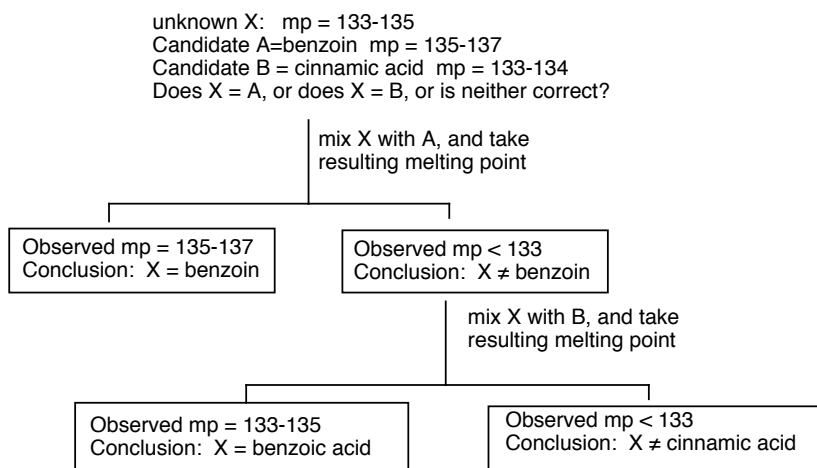 unknown X: mp = 133-135
Candidate A=benzoin mp = 135-137
Candidate B = cinnamic acid mp = 133-134
Does X = A, or does X = B, or is neither correct?
mix X with A, and take
resulting melting point
Observed mp = 135-137
Conclusion: X = benzoin
Observed mp < 133
Conclusion: X ≠ benzoin
mix X with B, and take
resulting melting point
Observed mp = 133-135
Conclusion: X = benzoic acid
Observed mp < 133
Conclusion: X ≠ cinnamic acid